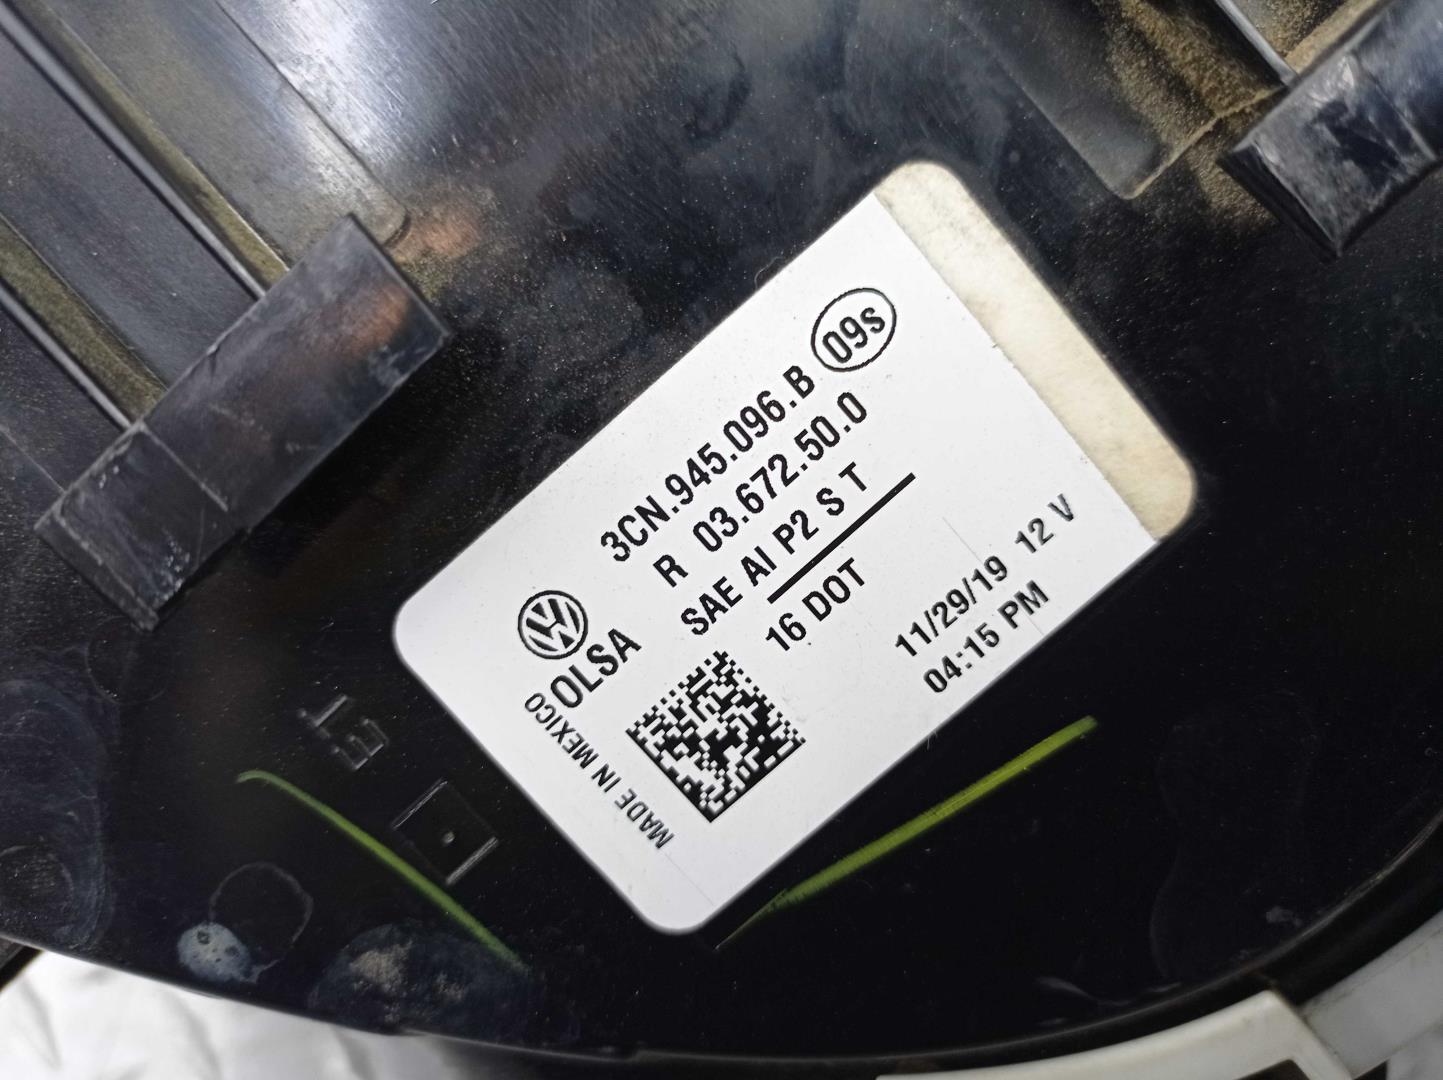 3CN.945.096.B 09s
R 03.672.50.0
SAE AI P2 S T
16 DOT
11/29/19 12 V
04:15 PM
OLSA
MADE IN MEXICO